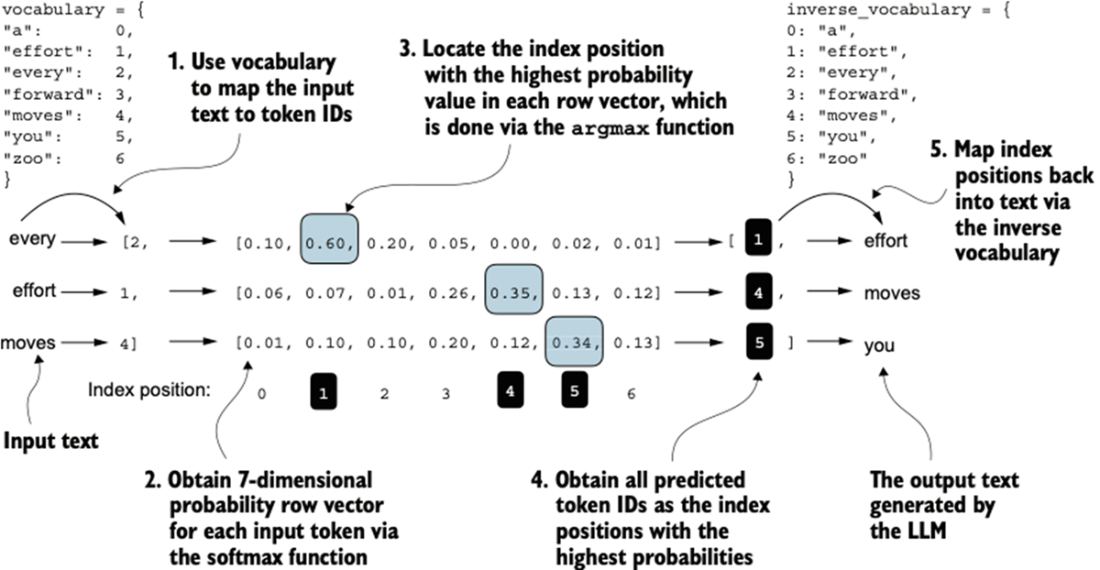 vocabulary = {
"a": 0,
"effort": 1,
"every": 2,
"forward": 3,
"moves": 4,
"you": 5,
"zoo": 6
}
1. Use vocabulary
to map the input
text to token IDs
3. Locate the index position
with the highest probability
value in each row vector, which
is done via the argmax function
inverse_vocabulary = {
0: "a",
1: "effort",
2: "every",
3: "forward",
4: "moves",
5: "you",
6: "zoo"
}
5. Map index
positions back
into text via
the inverse
vocabulary
every [2, [0.10, 0.60, 0.20, 0.05, 0.00, 0.02, 0.01] [ 1 , effort
effort 1, [0.06, 0.07, 0.01, 0.26, 0.35, 0.13, 0.12] 4 , moves
moves 4] [0.01, 0.10, 0.10, 0.20, 0.12, 0.34, 0.13] 5 ] you
Index position: 0 1 2 3 4 5 6
Input text
2. Obtain 7-dimensional
probability row vector
for each input token via
the softmax function
4. Obtain all predicted
token IDs as the index
positions with the
highest probabilities
The output text
generated by
the LLM